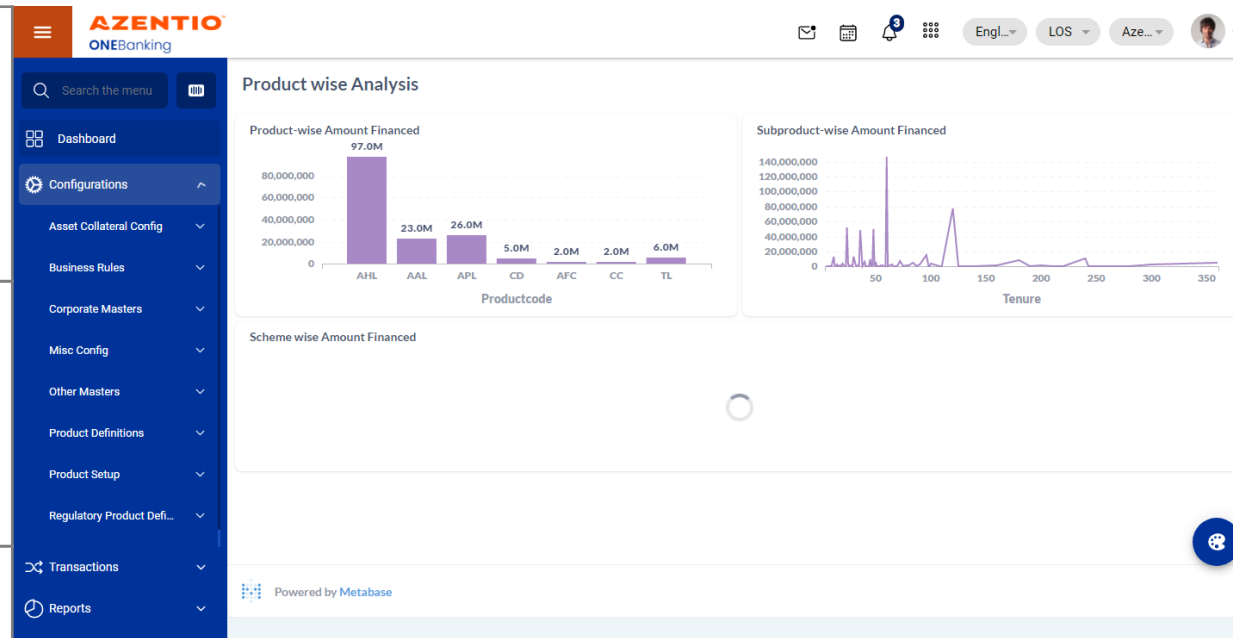 AZENTIO
ONEBanking
3
Engl...
LOS
Aze...
Search the menu
Dashboard
Configurations
Asset Collateral Config
Business Rules
Corporate Masters
Misc Config
Other Masters
Product Definitions
Product Setup
Regulatory Product Defi...
Transactions
Reports
Product wise Analysis
Product-wise Amount Financed
97.0M
80,000,000
60,000,000
40,000,000
20,000,000
0
23.0M
26.0M
5.0M
2.0M
2.0M
6.0M
AHL AAL APL CD AFC CC TL
Productcode
Subproduct-wise Amount Financed
140,000,000
120,000,000
100,000,000
80,000,000
60,000,000
40,000,000
20,000,000
0
50 100 150 200 250 300 350
Tenure
Scheme wise Amount Financed
Powered by Metabase